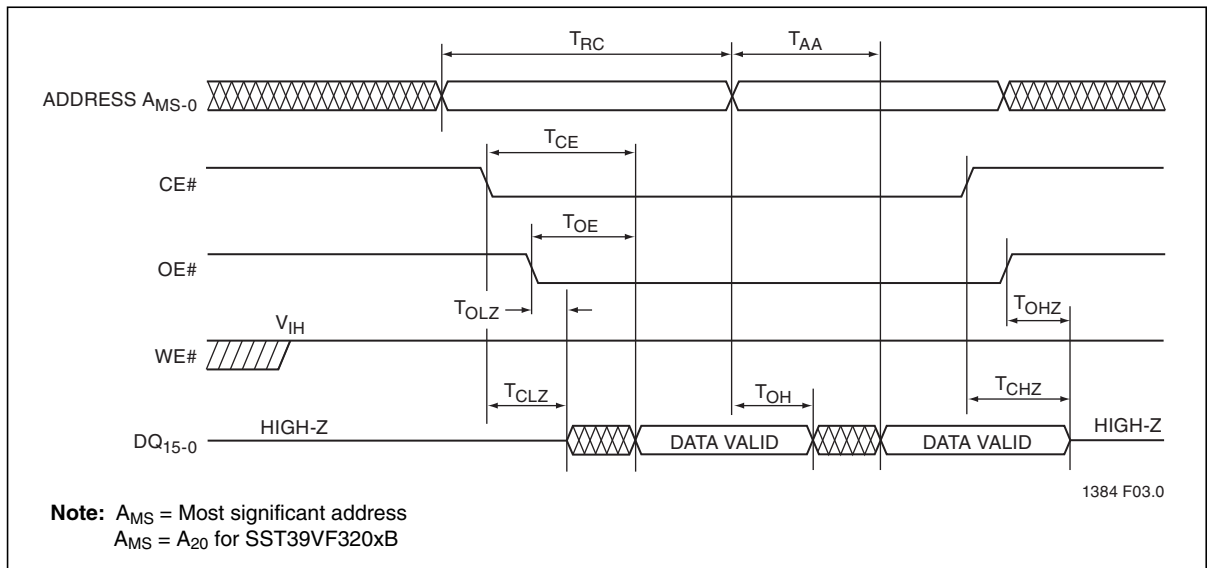 TRC TAA
ADDRESS AMS-0
TCE
CE#
TOE
OE#
TOLZ TOHZ
VIH
WE#
TCLZ TOH TCHZ
HIGH-Z HIGH-Z
DQ15-0 DATA VALID DATA VALID
1384 F03.0
Note: AMS = Most significant address
AMS = A20 for SST39VF320xB